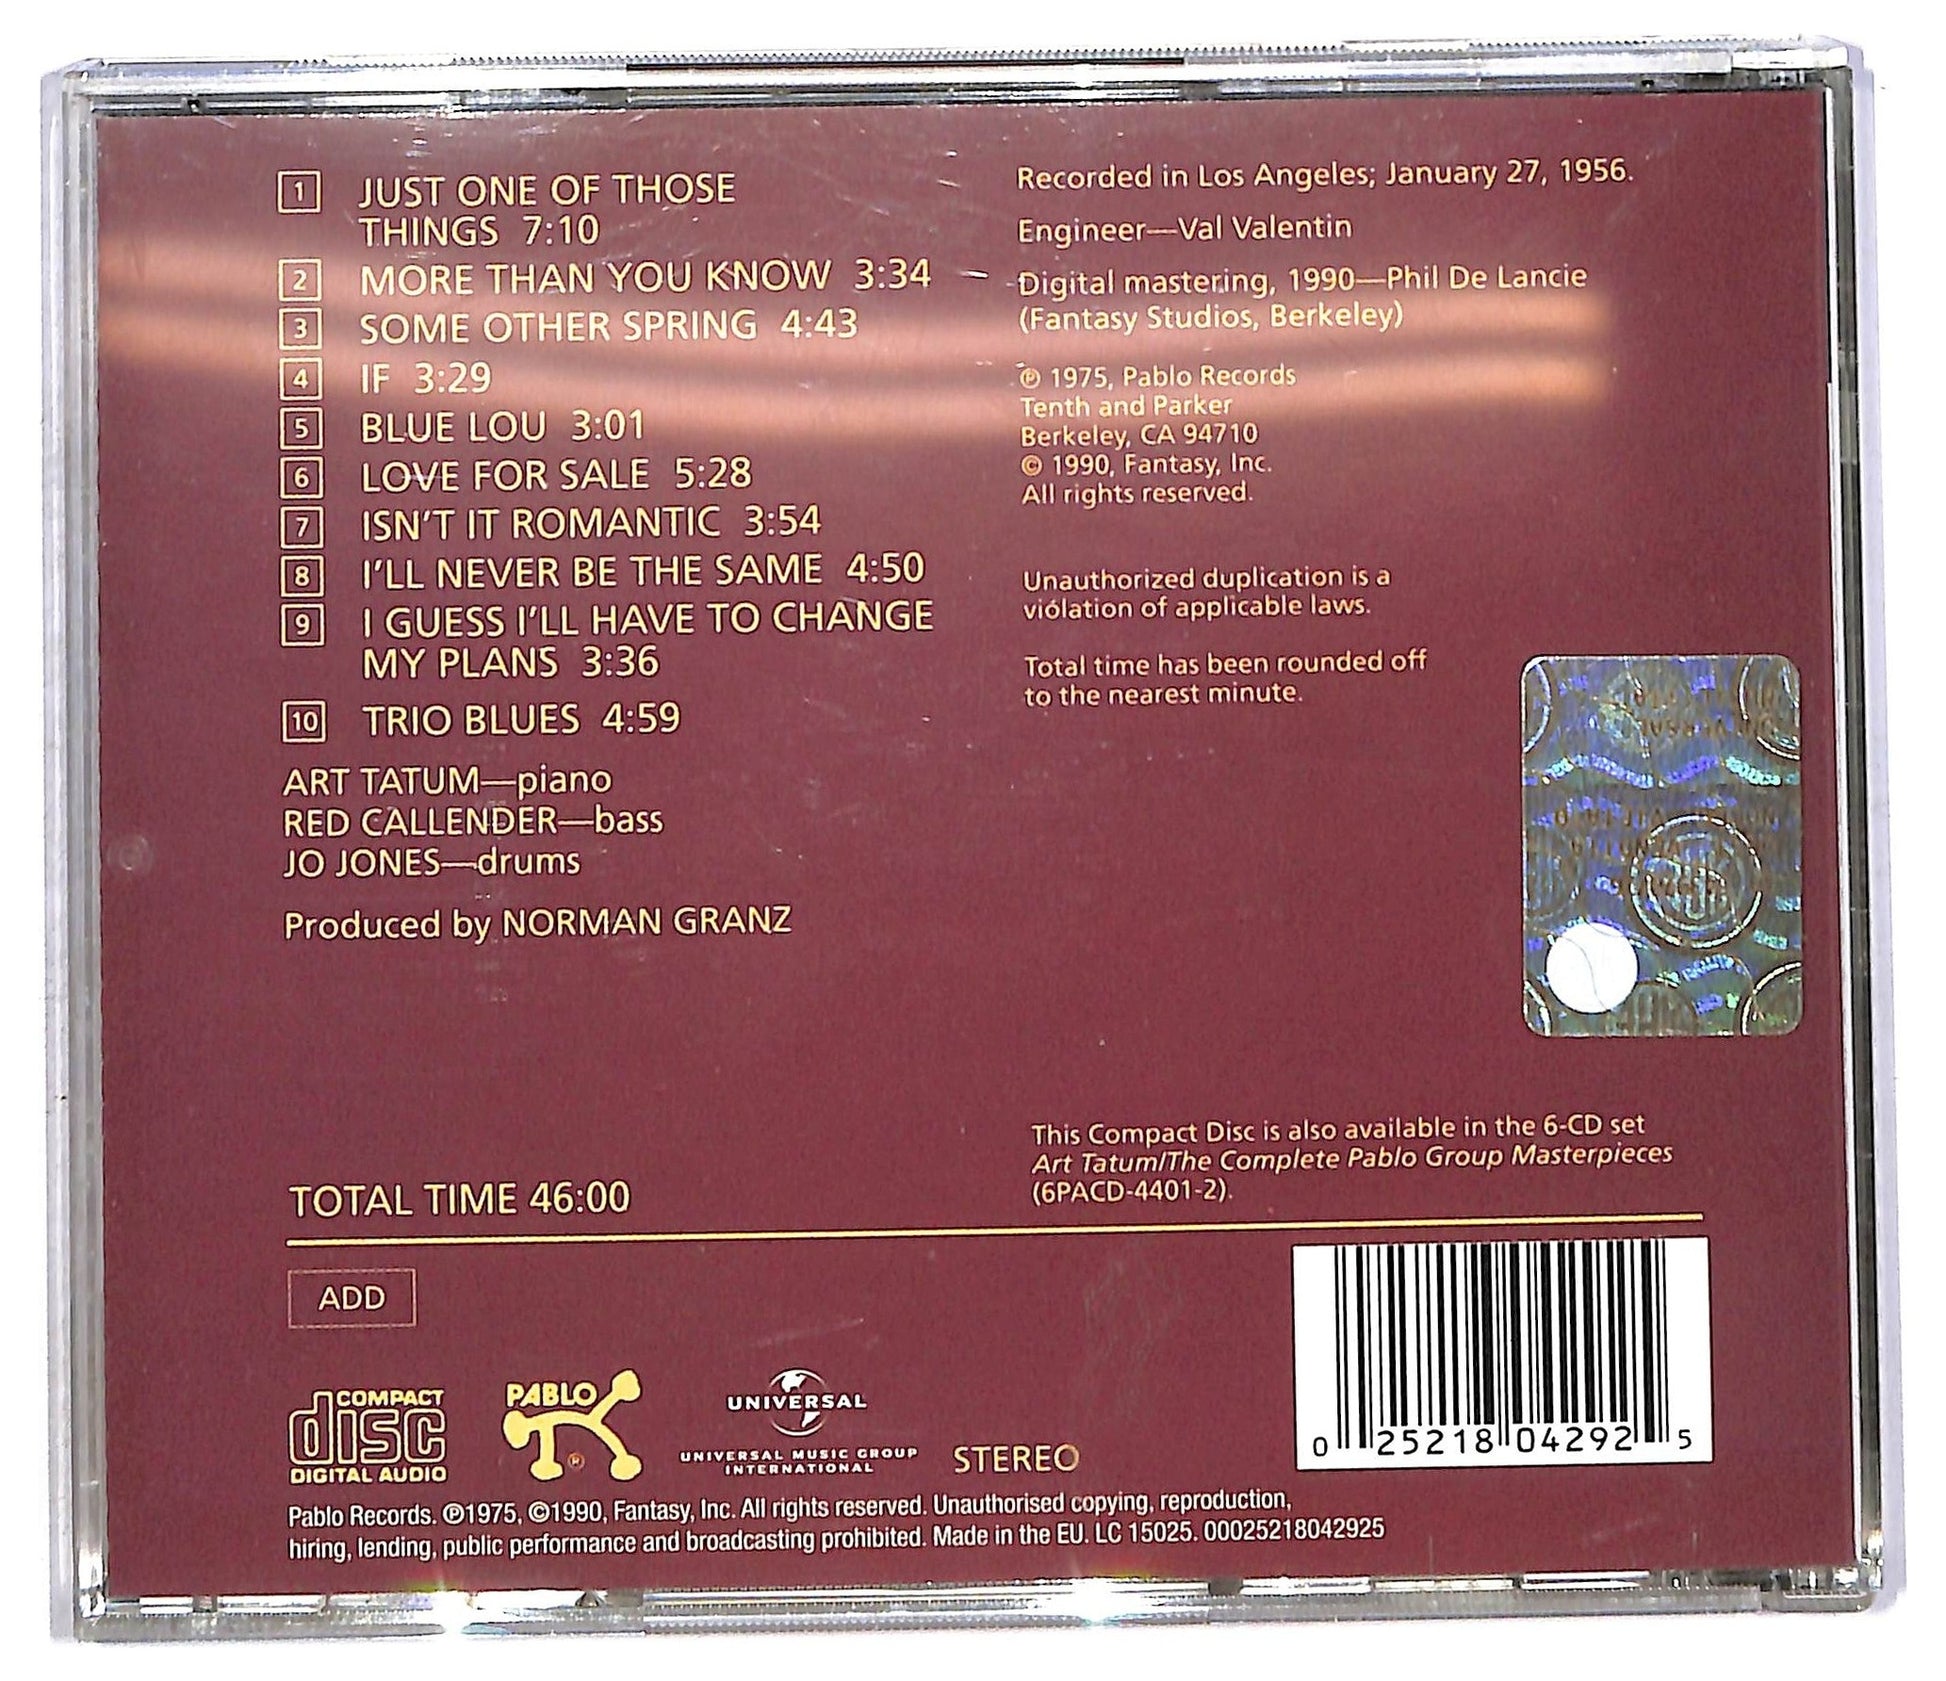 1 JUST ONE OF THOSE
THINGS 7:10
2 MORE THAN YOU KNOW 3:34
3 SOME OTHER SPRING 4:43
4 IF 3:29
5 BLUE LOU 3:01
6 LOVE FOR SALE 5:28
7 ISN'T IT ROMANTIC 3:54
8 I'LL NEVER BE THE SAME 4:50
9 I GUESS I'LL HAVE TO CHANGE
MY PLANS 3:36
10 TRIO BLUES 4:59
ART TATUM—piano
RED CALLENDER—bass
JO JONES—drums
Produced by NORMAN GRANZ
Recorded in Los Angeles; January 27, 1956.
Engineer—Val Valentin
Digital mastering, 1990—Phil De Lancie
(Fantasy Studios, Berkeley)
℗ 1975, Pablo Records
Tenth and Parker
Berkeley, CA 94710
© 1990, Fantasy, Inc.
All rights reserved.
Unauthorized duplication is a
violation of applicable laws.
Total time has been rounded off
to the nearest minute.
This Compact Disc is also available in the 6-CD set
Art Tatum/The Complete Pablo Group Masterpieces
(6PACD-4401-2).
TOTAL TIME 46:00
ADD
COMPACT
disc
DIGITAL AUDIO
PABLO
®
UNIVERSAL
UNIVERSAL MUSIC GROUP
INTERNATIONAL
STEREO
0 25218 04292 5
Pablo Records. ℗1975, ©1990, Fantasy, Inc. All rights reserved. Unauthorised copying, reproduction,
hiring, lending, public performance and broadcasting prohibited. Made in the EU. LC 15025. 00025218042925